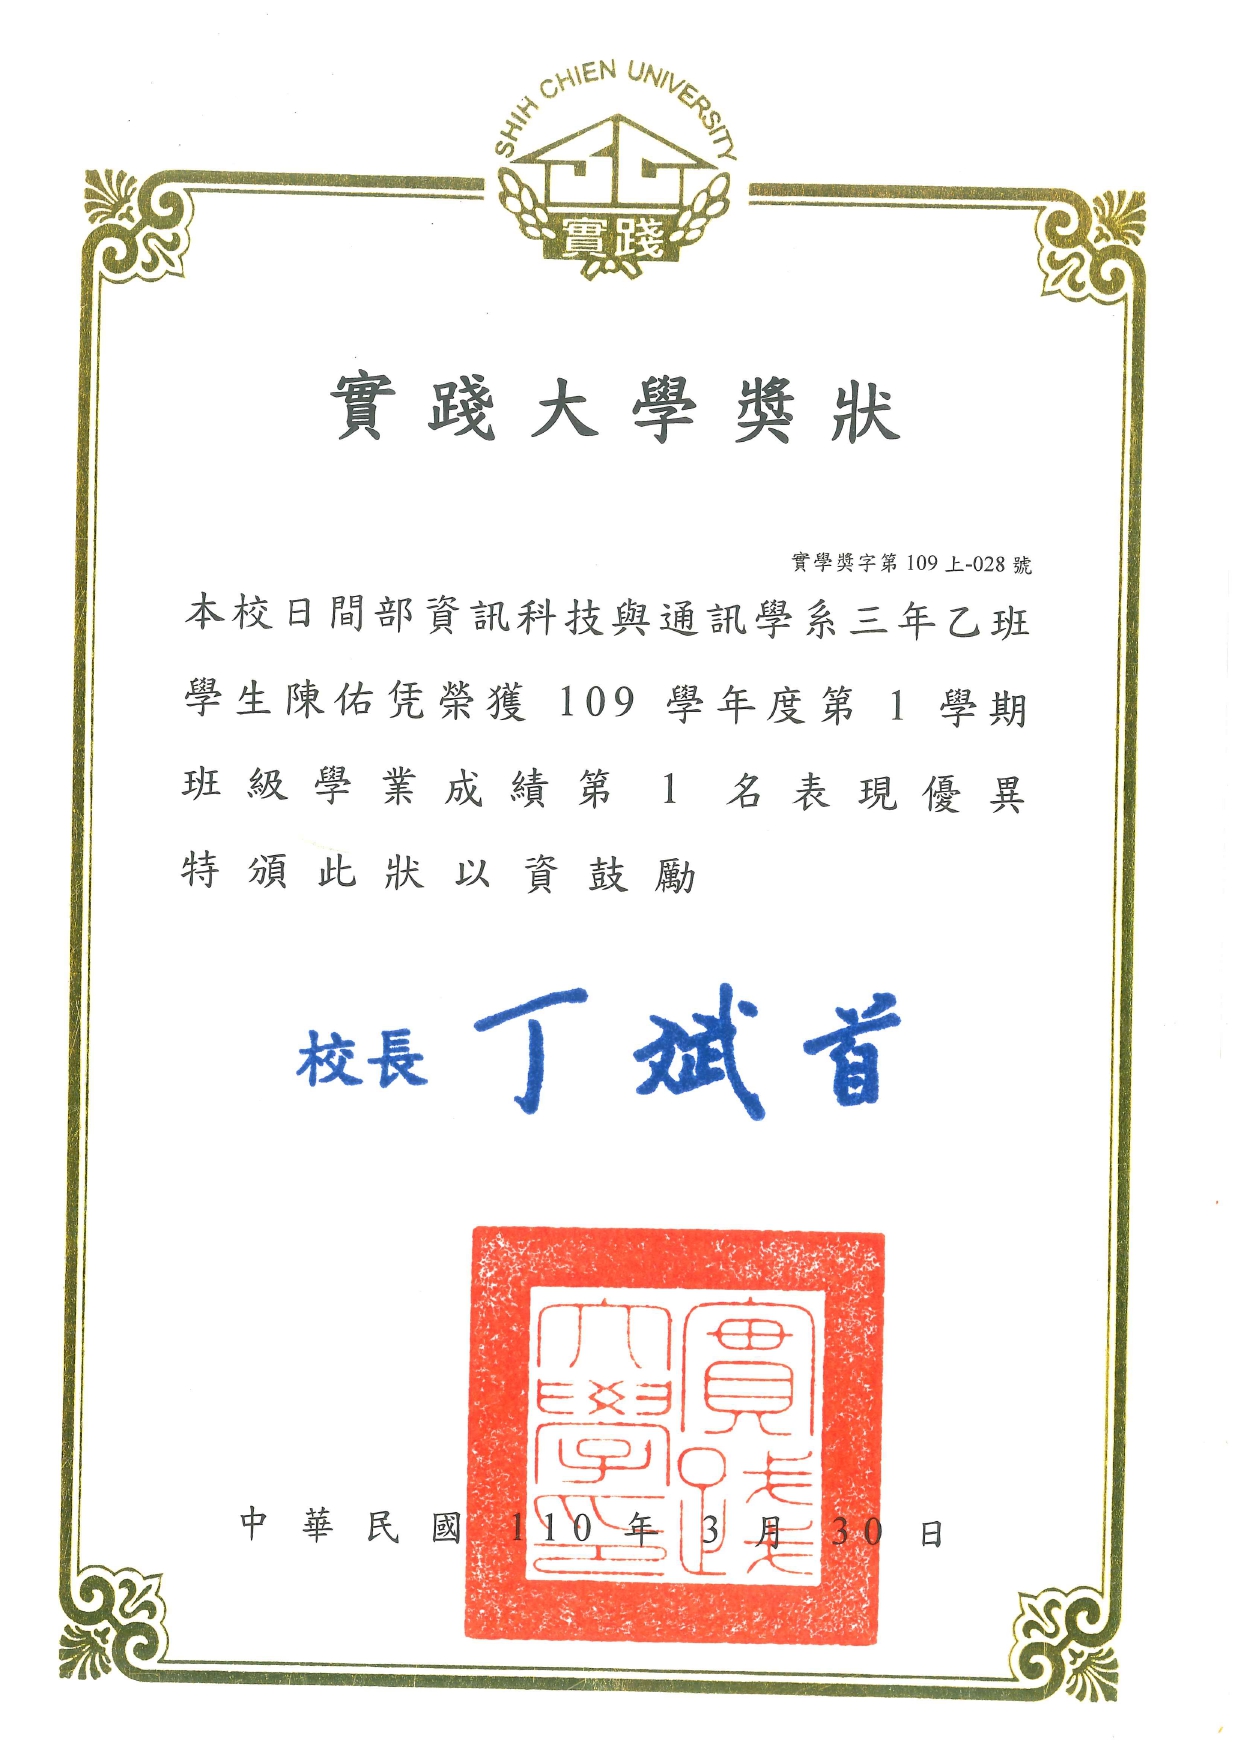 SHIH CHIEN UNIVERSITY
實踐
實踐大學獎狀
實學獎字第 109 上-028 號
本校日間部資訊科技與通訊學系三年乙班
學生陳佑凭榮獲 109 學年度第 1 學期
班級學業成績第 1 名表現優異
特頒此狀以資鼓勵
校長 丁斌首
實踐大學印
中華民國 110 年 3 月 30 日